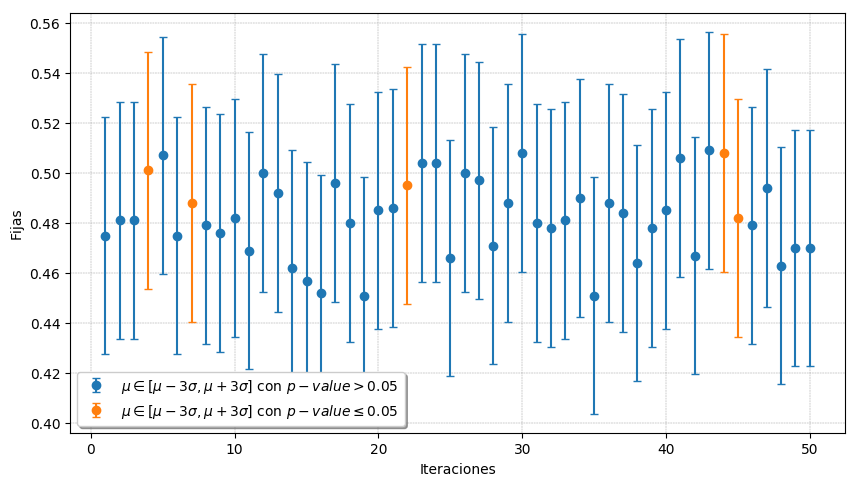 0.56
0.54
0.52
0.50
0.48
0.46
0.44
0.42
0.40
Fijas
μ ∈ [μ − 3σ, μ + 3σ] con p − value > 0.05
μ ∈ [μ − 3σ, μ + 3σ] con p − value ≤ 0.05
0 10 20 30 40 50
Iteraciones